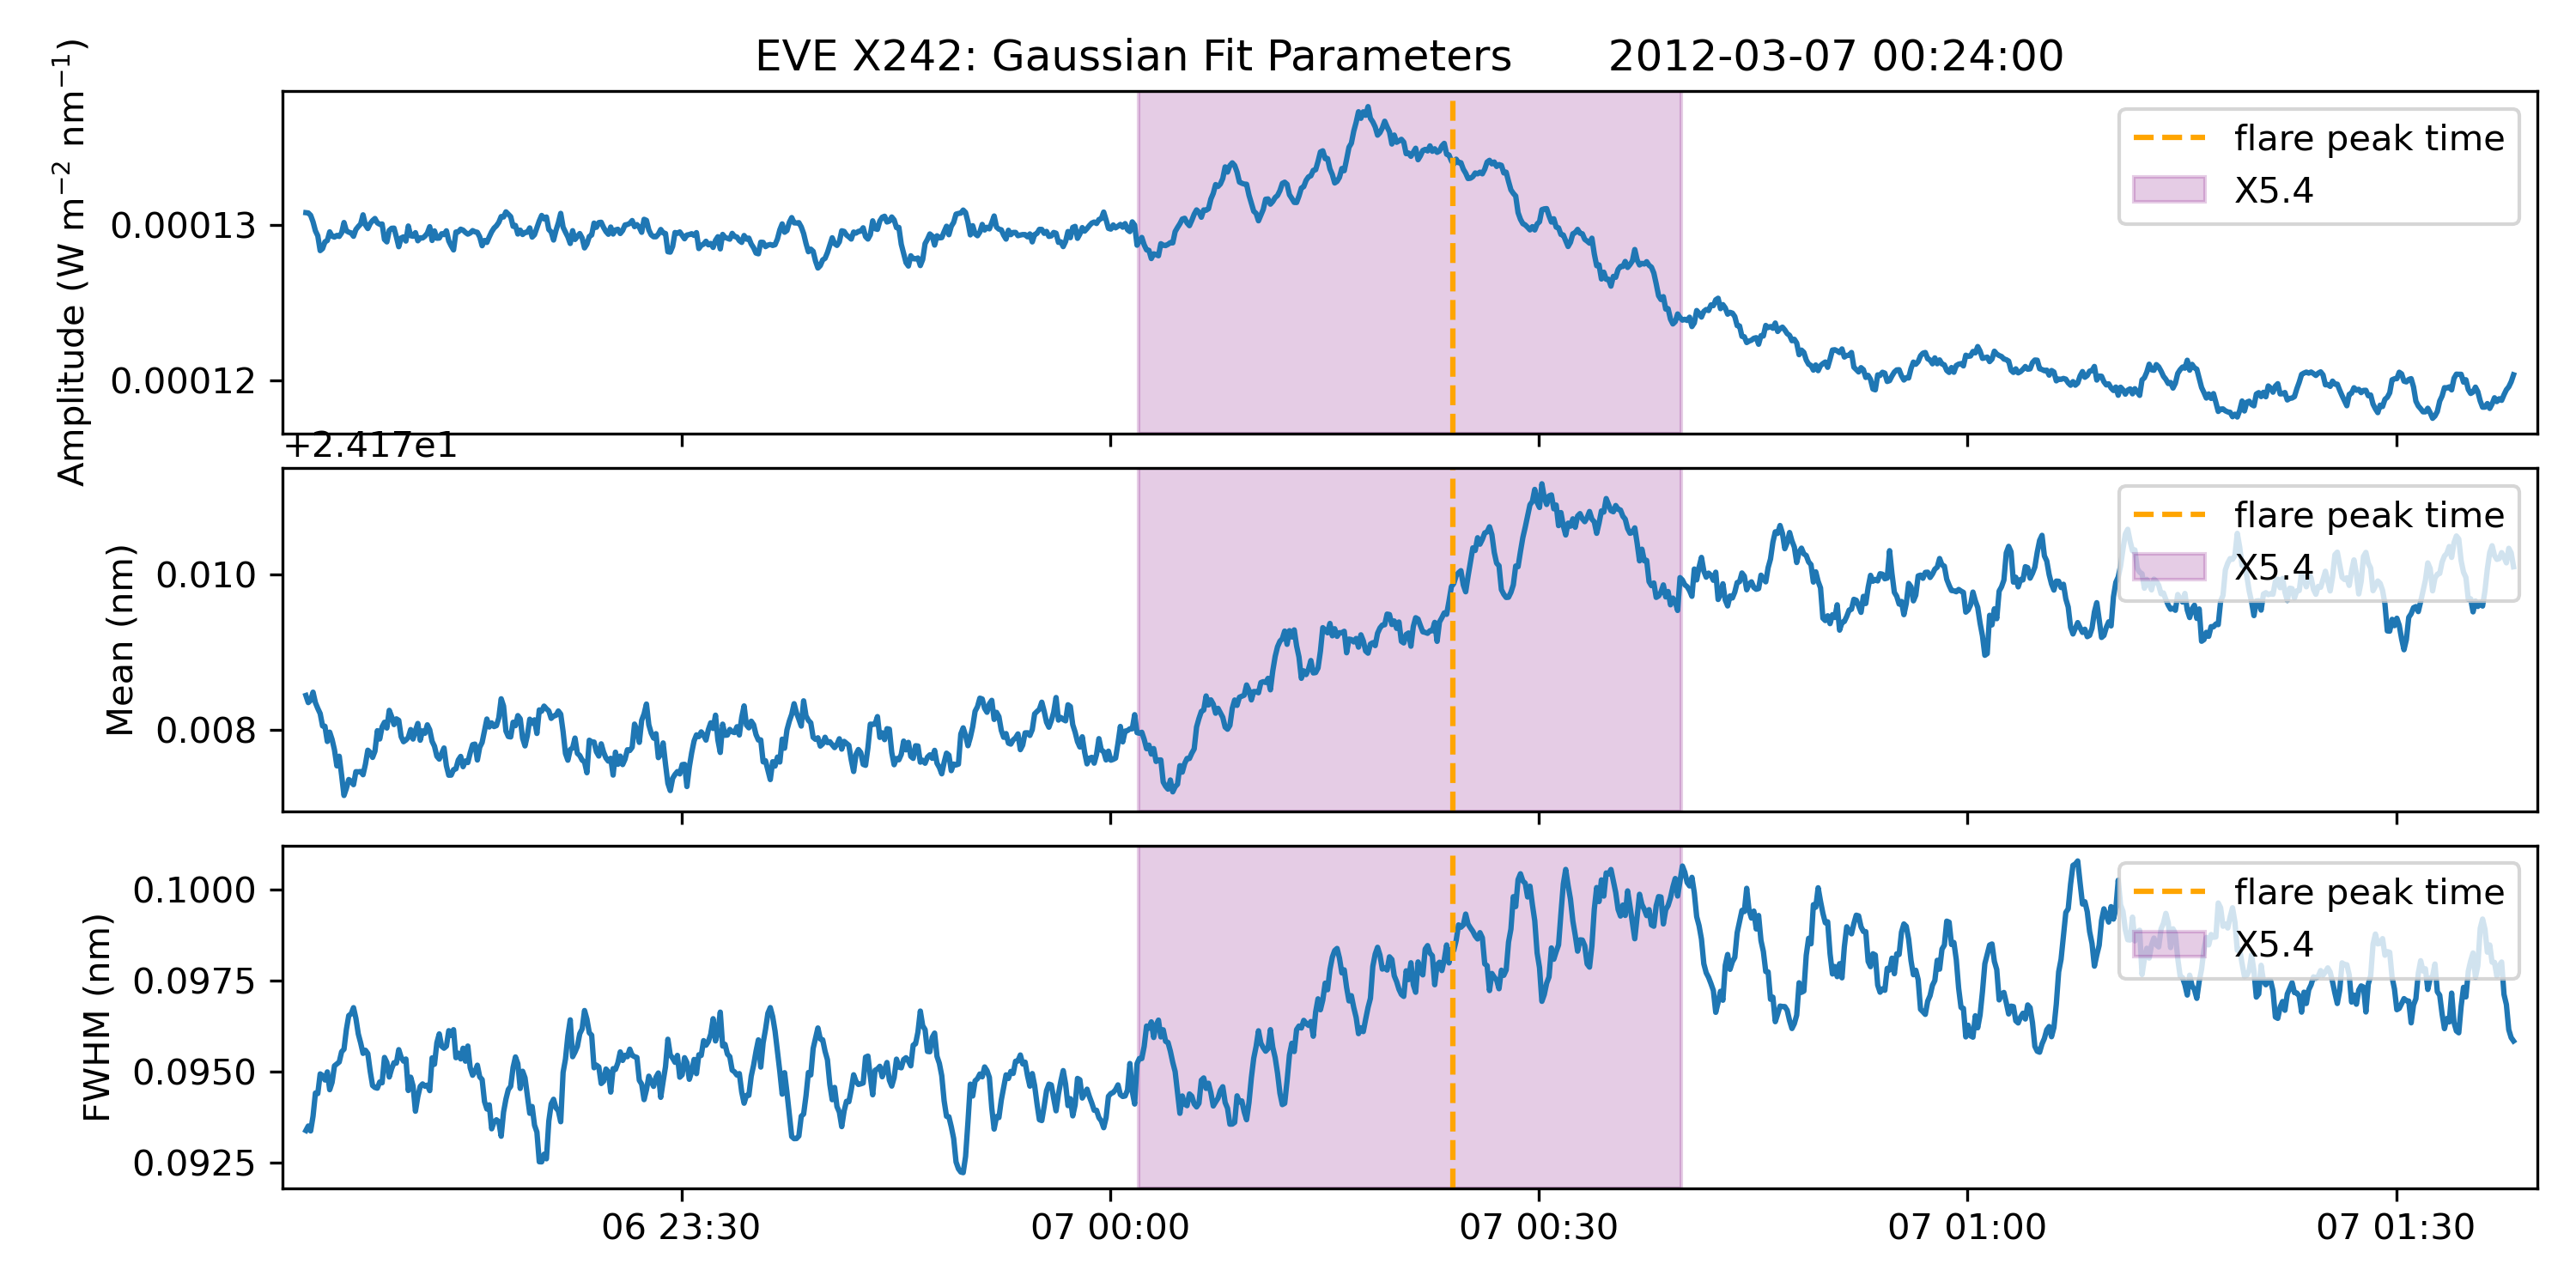 EVE X242: Gaussian Fit Parameters 2012-03-07 00:24:00
Amplitude (W m⁻² nm⁻¹)
0.00013
0.00012
flare peak time
X5.4
+2.417e1
Mean (nm)
0.010
0.008
flare peak time
X5.4
FWHM (nm)
0.1000
0.0975
0.0950
0.0925
flare peak time
X5.4
06 23:30 07 00:00 07 00:30 07 01:00 07 01:30